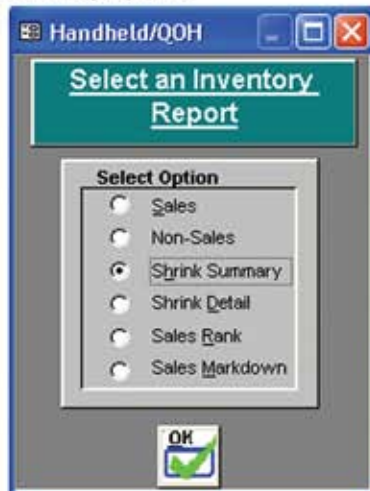 Handheld/QOH
Select an Inventory
Report
Select Option
Sales
Non-Sales
Shrink Summary
Shrink Detail
Sales Rank
Sales Markdown
OK